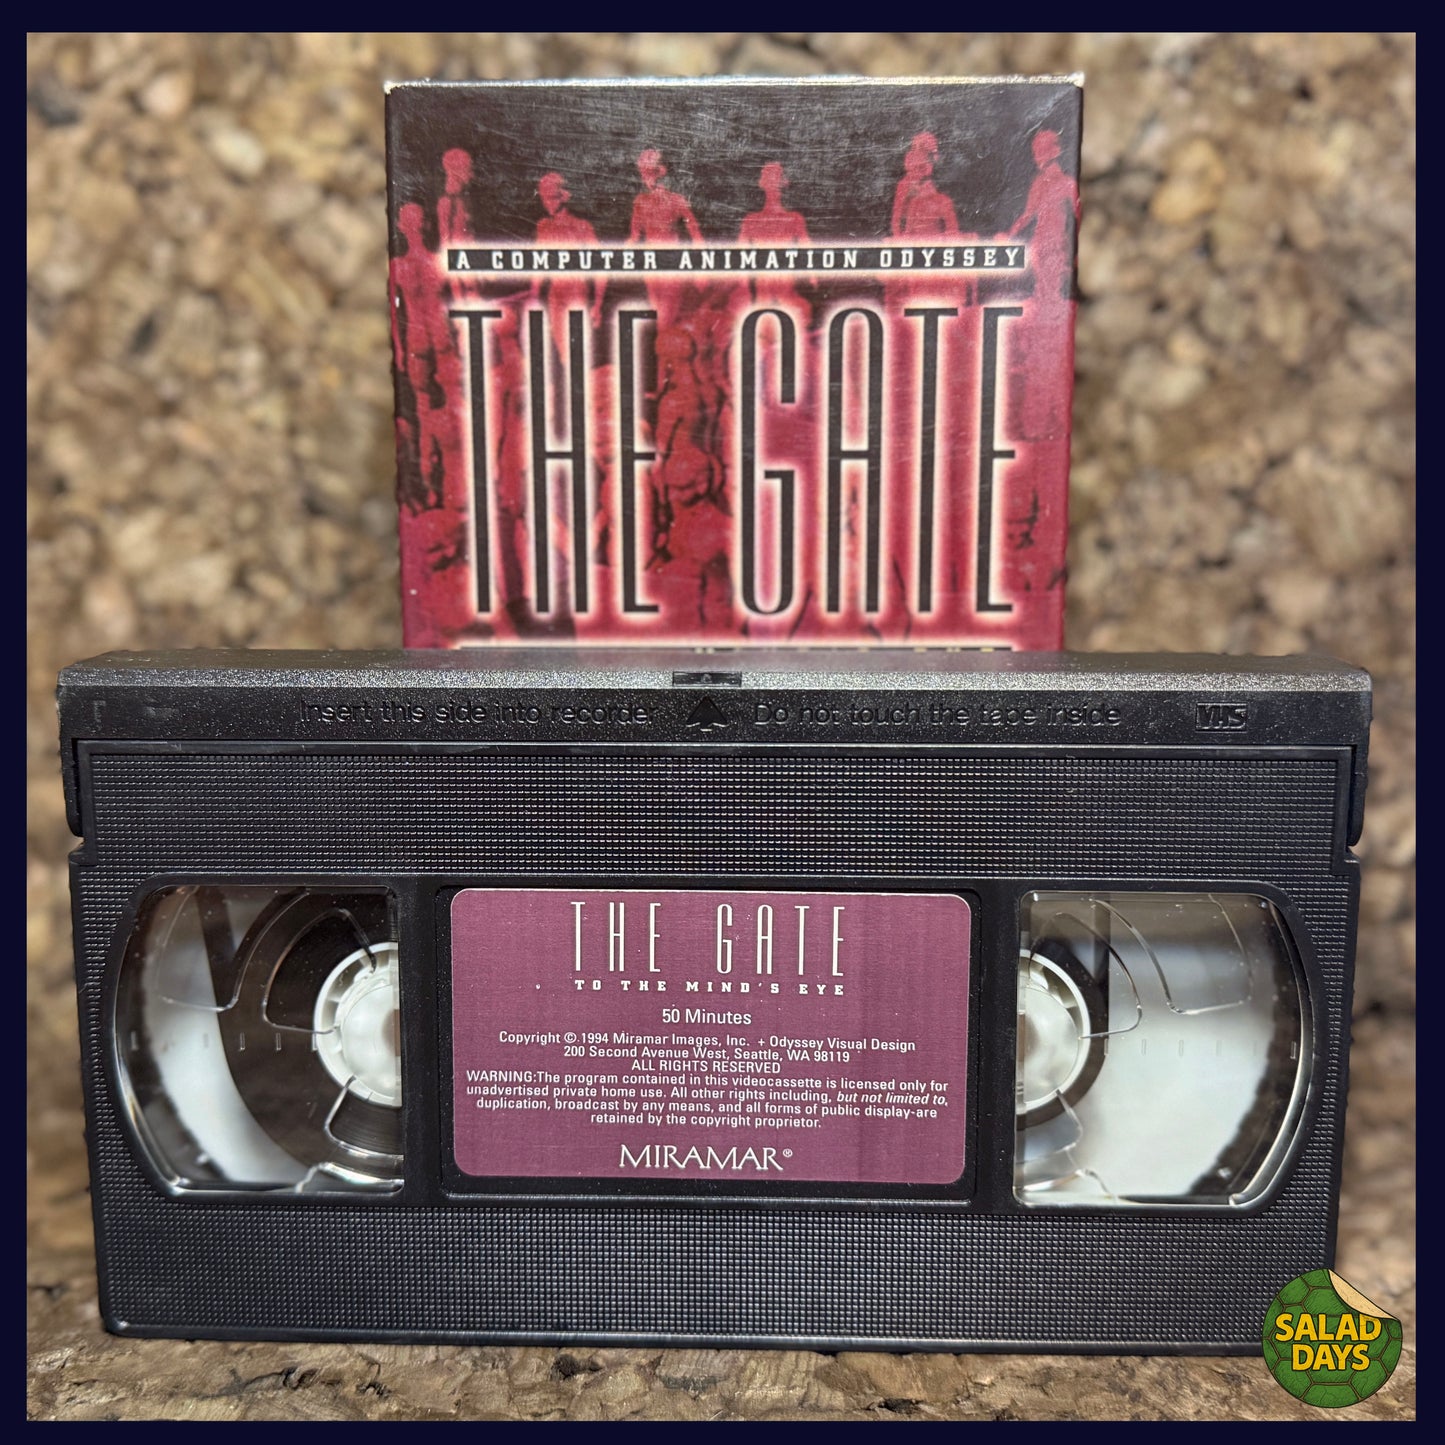 A COMPUTER ANIMATION ODYSSEY
THE GATE
Insert this side into recorder Do not touch the tape inside VHS
THE GATE
TO THE MIND'S EYE
50 Minutes
Copyright © 1994 Miramar Images, Inc. + Odyssey Visual Design
200 Second Avenue West, Seattle, WA 98119
ALL RIGHTS RESERVED
WARNING:The program contained in this videocassette is licensed only for
unadvertised private home use. All other rights including, but not limited to,
duplication, broadcast by any means, and all forms of public display-are
retained by the copyright proprietor.
MIRAMAR®
SALAD
DAYS